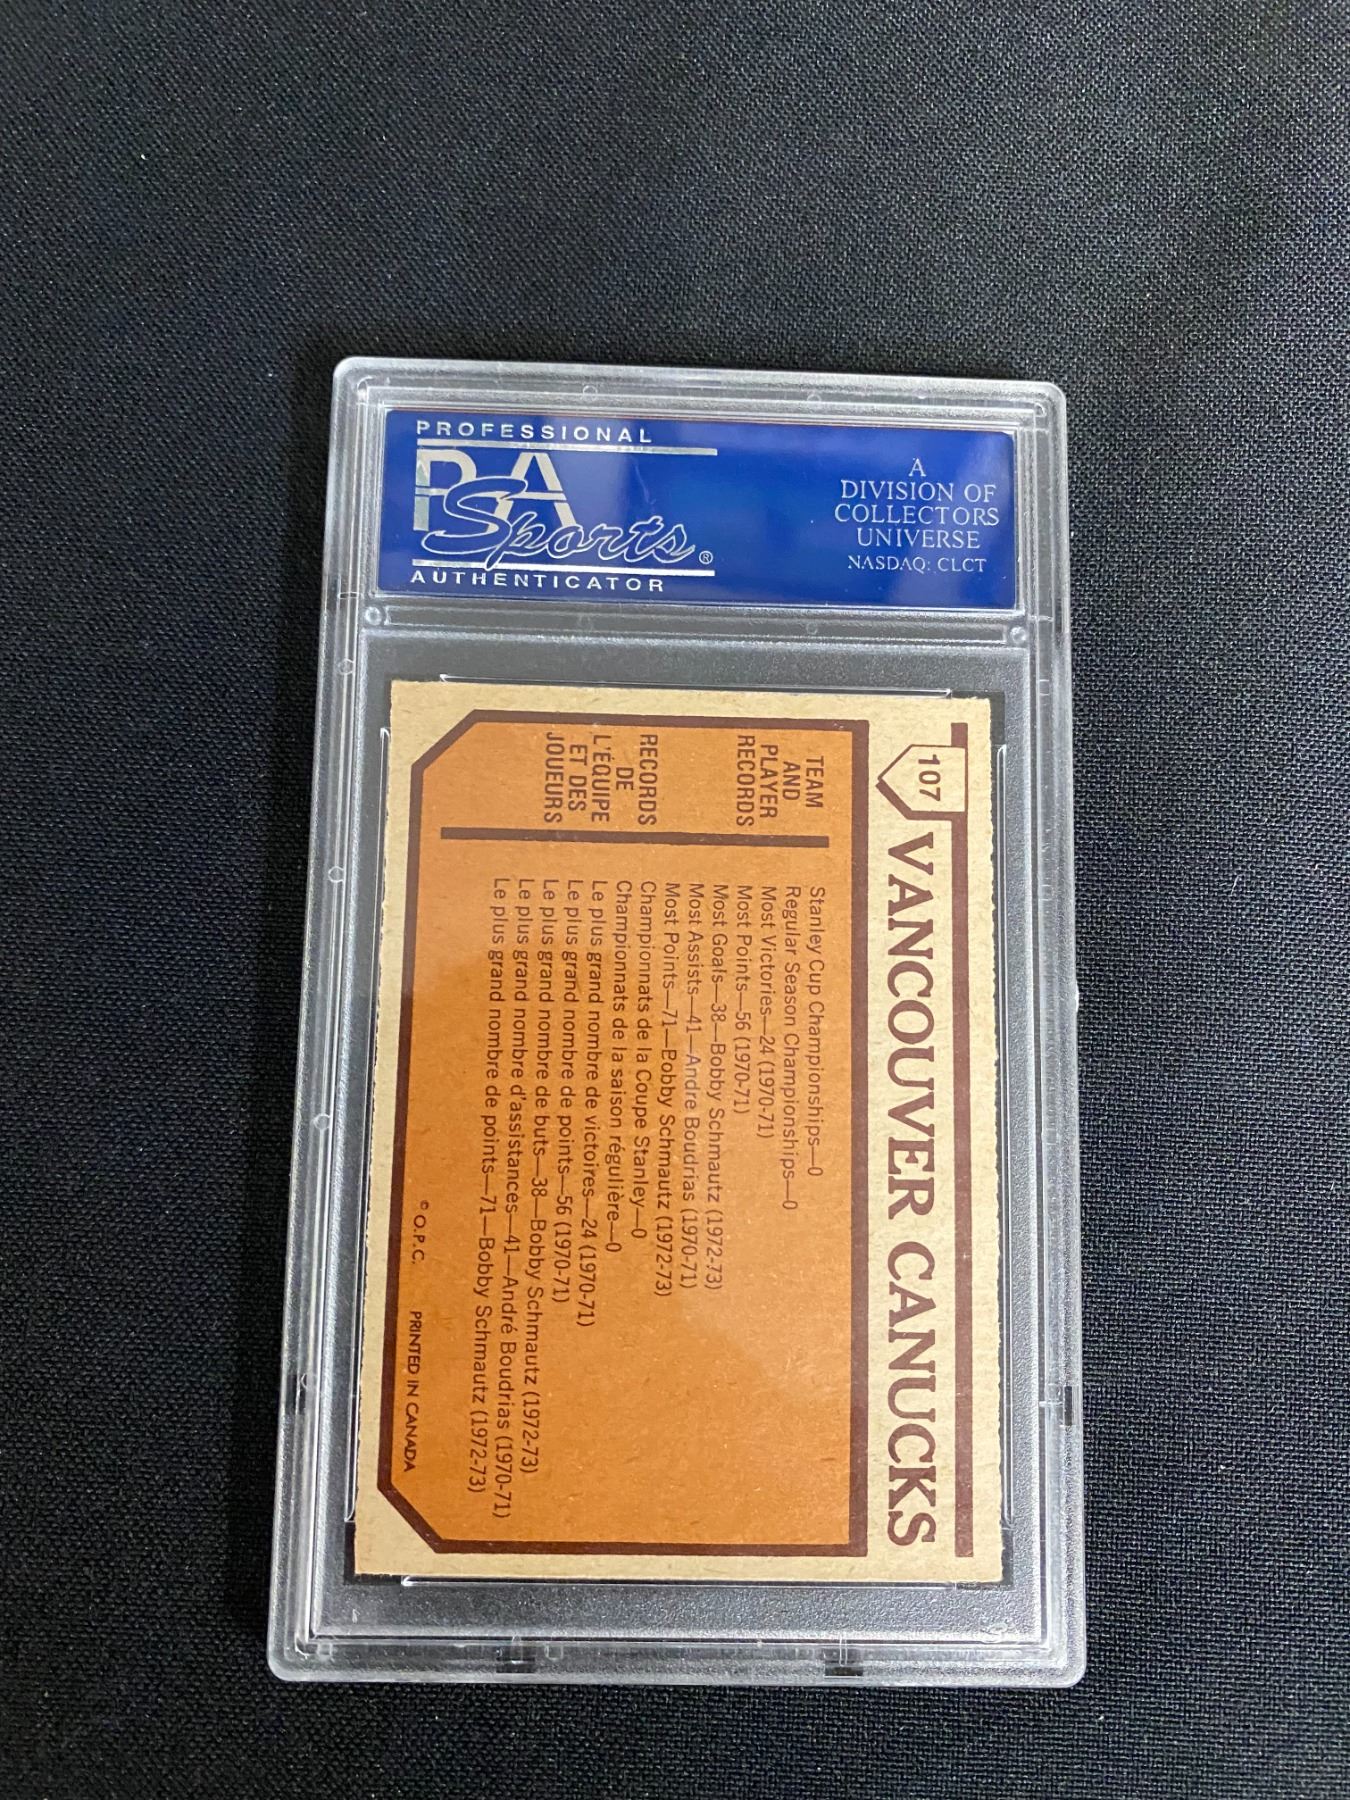 PROFESSIONAL
PSA
Sports®
AUTHENTICATOR
A
DIVISION OF
COLLECTORS
UNIVERSE
NASDAQ: CLCT
107
VANCOUVER CANUCKS
TEAM
AND
PLAYER
RECORDS
Stanley Cup Championships—0
Regular Season Championships—0
Most Victories—24 (1970-71)
Most Points—56 (1970-71)
Most Goals—38—Bobby Schmautz (1972-73)
Most Assists—41—Andre Boudrias (1970-71)
Most Points—71—Bobby Schmautz (1972-73)
RECORDS
DE
L'ÉQUIPE
ET DES
JOUEURS
Championnats de la Coupe Stanley—0
Championnats de la saison régulière—0
Le plus grand nombre de victoires—24 (1970-71)
Le plus grand nombre de points—56 (1970-71)
Le plus grand nombre de buts—38—Bobby Schmautz (1972-73)
Le plus grand nombre d'assistances—41—André Boudrias (1970-71)
Le plus grand nombre de points—71—Bobby Schmautz (1972-73)
© O.P.C. PRINTED IN CANADA